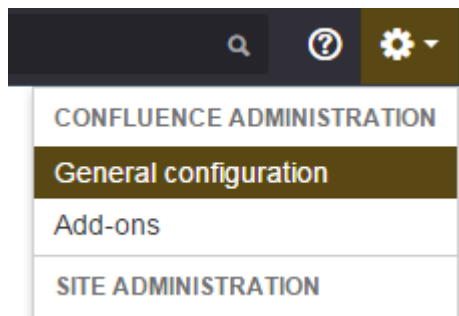 CONFLUENCE ADMINISTRATION
General configuration
Add-ons
SITE ADMINISTRATION